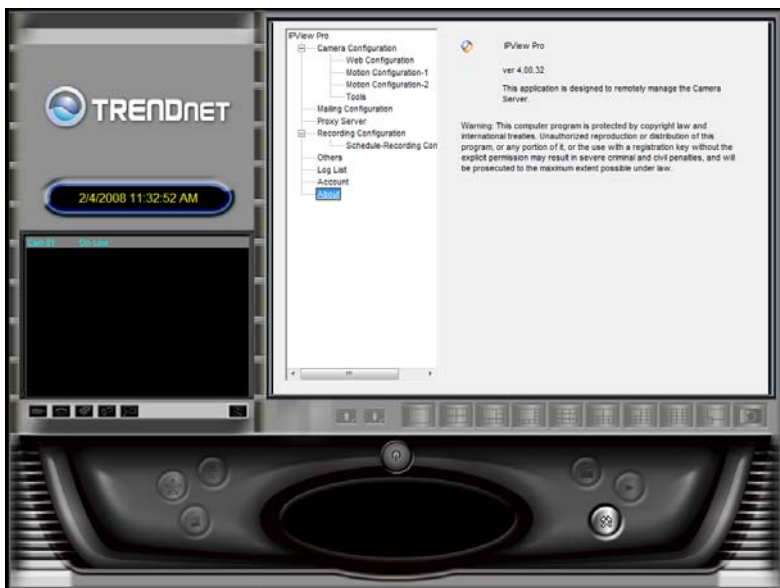 TRENDNET
2/4/2008 11:32:52 AM
Cam 01 On Line
IPView Pro
Camera Configuration
Web Configuration
Motion Configuration-1
Motion Configuration-2
Tools
Mailing Configuration
Proxy Server
Recording Configuration
Schedule-Recording Con
Others
Log List
Account
About
IPView Pro
ver 4.00.32
This application is designed to remotely manage the Camera
Server.
Warning: This computer program is protected by copyright law and
international treaties. Unauthorized reproduction or distribution of this
program, or any portion of it, or the use with a registration key without the
explicit permission may result in severe criminal and civil penalties, and will
be prosecuted to the maximum extent possible under law.